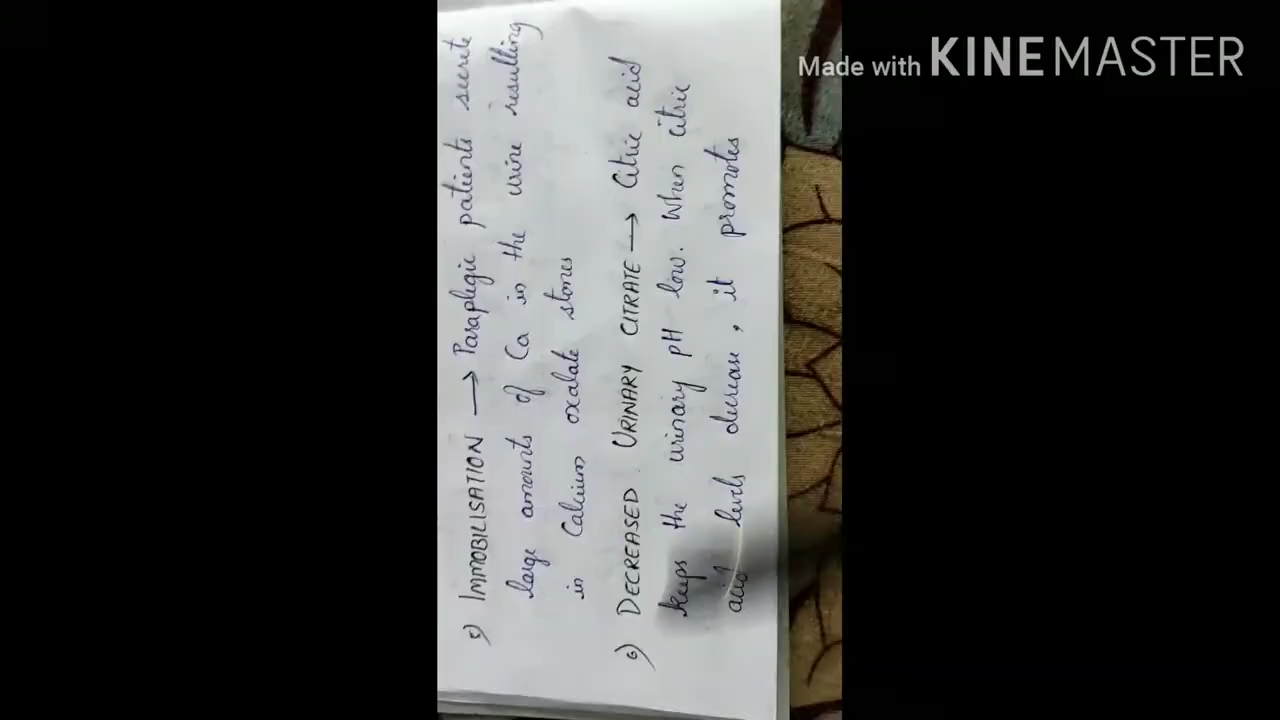 Made with KINEMASTER
5) IMMOBILISATION → Paraplegic patients secrete
large amounts of Ca in the urine resulting
in Calcium oxalate stones
6) DECREASED URINARY CITRATE → Citric acid
keeps the urinary pH low. When citric
acid levels decrease, it promotes